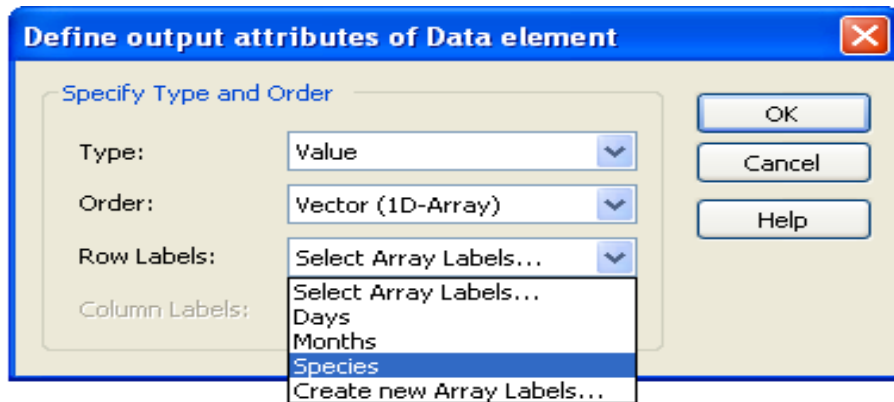 Define output attributes of Data element
Specify Type and Order
Type:
Value
Order:
Vector (1D-Array)
Row Labels:
Select Array Labels...
Column Labels:
Select Array Labels...
Days
Months
Species
Create new Array Labels...
OK
Cancel
Help